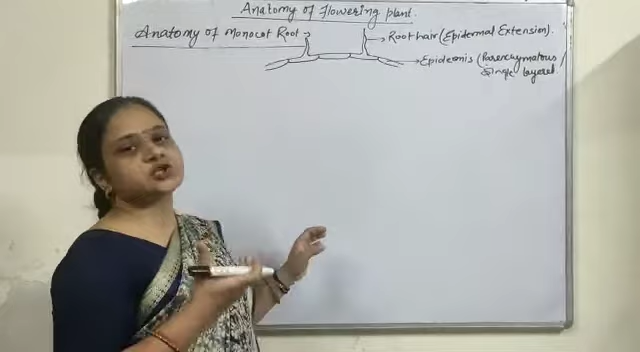 Anatomy of flowering plant.
Anatomy of Monocot Root :-
Root hair (Epidermal Extension).
Epidermis (Parenchymatous /
Single layered